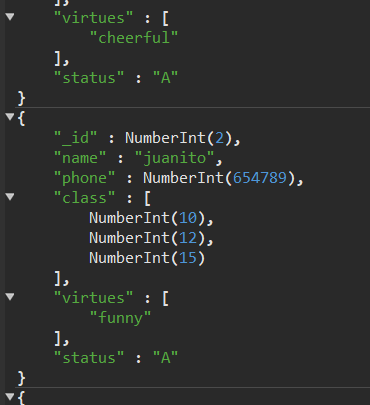 ],
"virtues" : [
"cheerful"
],
"status" : "A"
}
{
"_id" : NumberInt(2),
"name" : "juanito",
"phone" : NumberInt(654789),
"class" : [
NumberInt(10),
NumberInt(12),
NumberInt(15)
],
"virtues" : [
"funny"
],
"status" : "A"
}
{